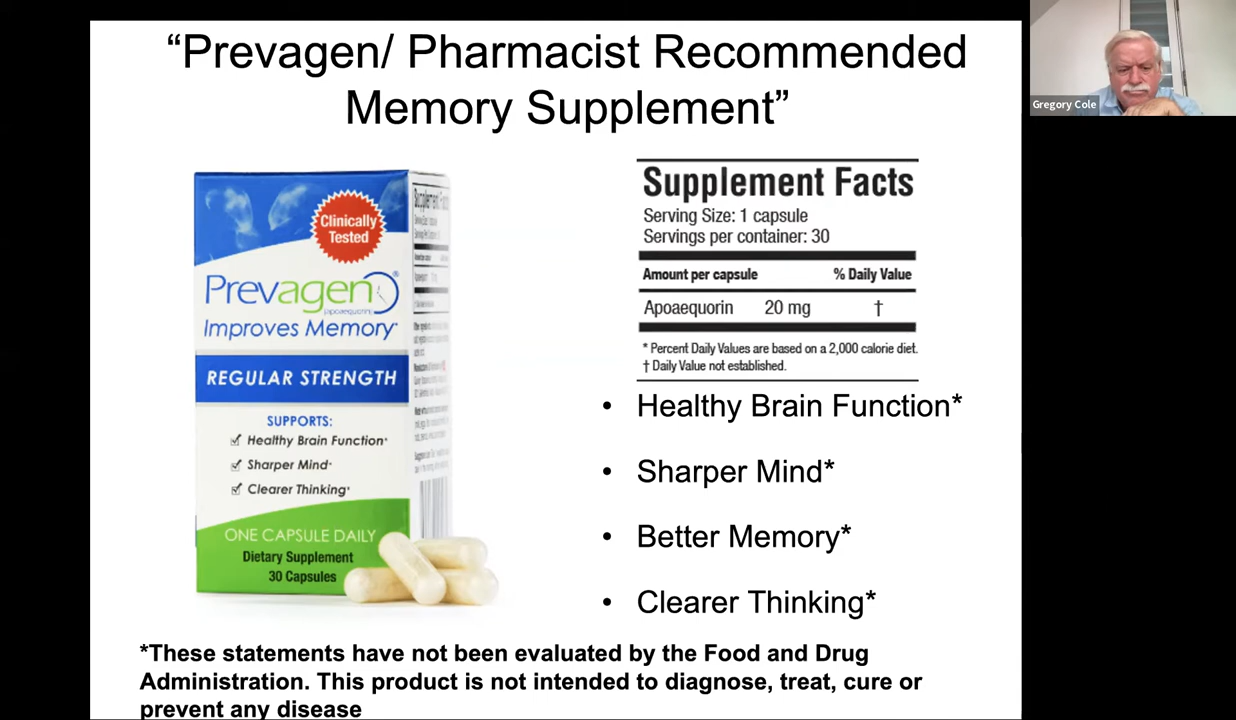 “Prevagen/ Pharmacist Recommended
Memory Supplement”
Gregory Cole
Clinically
Tested
Prevagen®
(apoaequorin)
Improves Memory*
REGULAR STRENGTH
SUPPORTS:
Healthy Brain Function*
Sharper Mind*
Clearer Thinking*
ONE CAPSULE DAILY
Dietary Supplement
30 Capsules
Supplement Facts
Serving Size: 1 capsule
Servings per container: 30
Amount per capsule % Daily Value
Apoaequorin 20 mg †
* Percent Daily Values are based on a 2,000 calorie diet.
† Daily Value not established.
• Healthy Brain Function*
• Sharper Mind*
• Better Memory*
• Clearer Thinking*
*These statements have not been evaluated by the Food and Drug
Administration. This product is not intended to diagnose, treat, cure or
prevent any disease